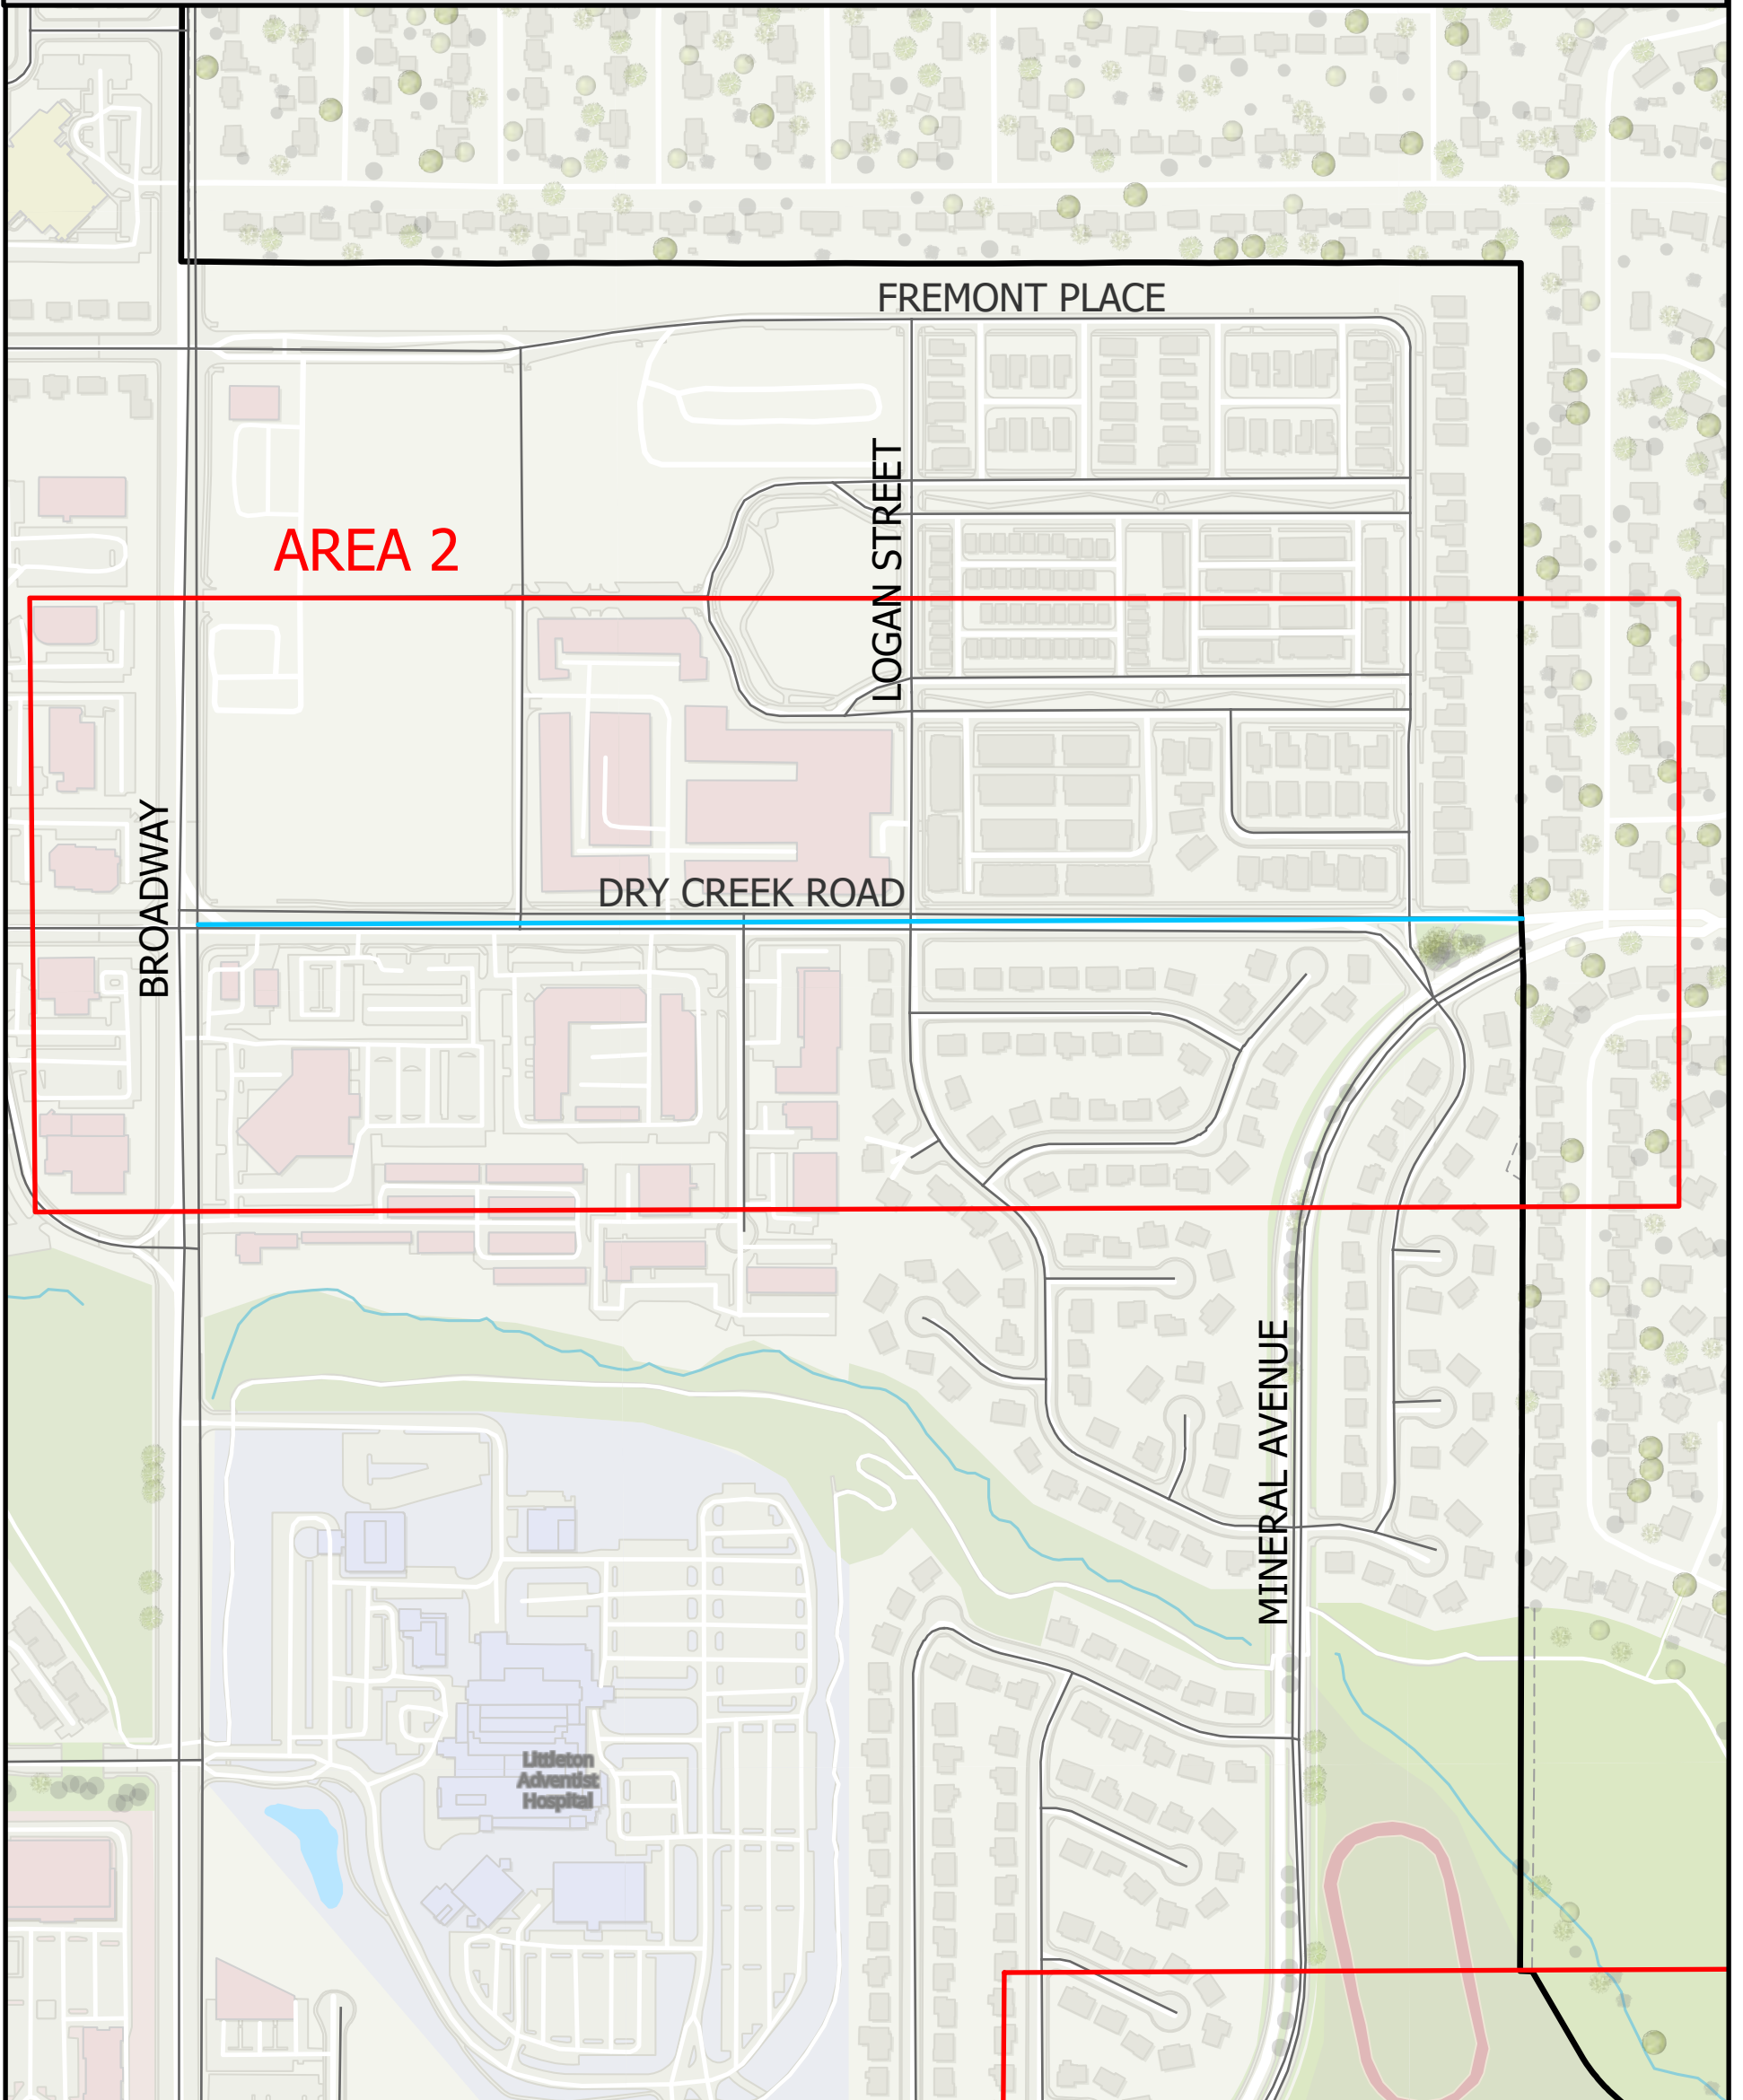 FREMONT PLACE
LOGAN STREET
AREA 2
BROADWAY
DRY CREEK ROAD
MINERAL AVENUE
Littleton
Adventist
Hospital